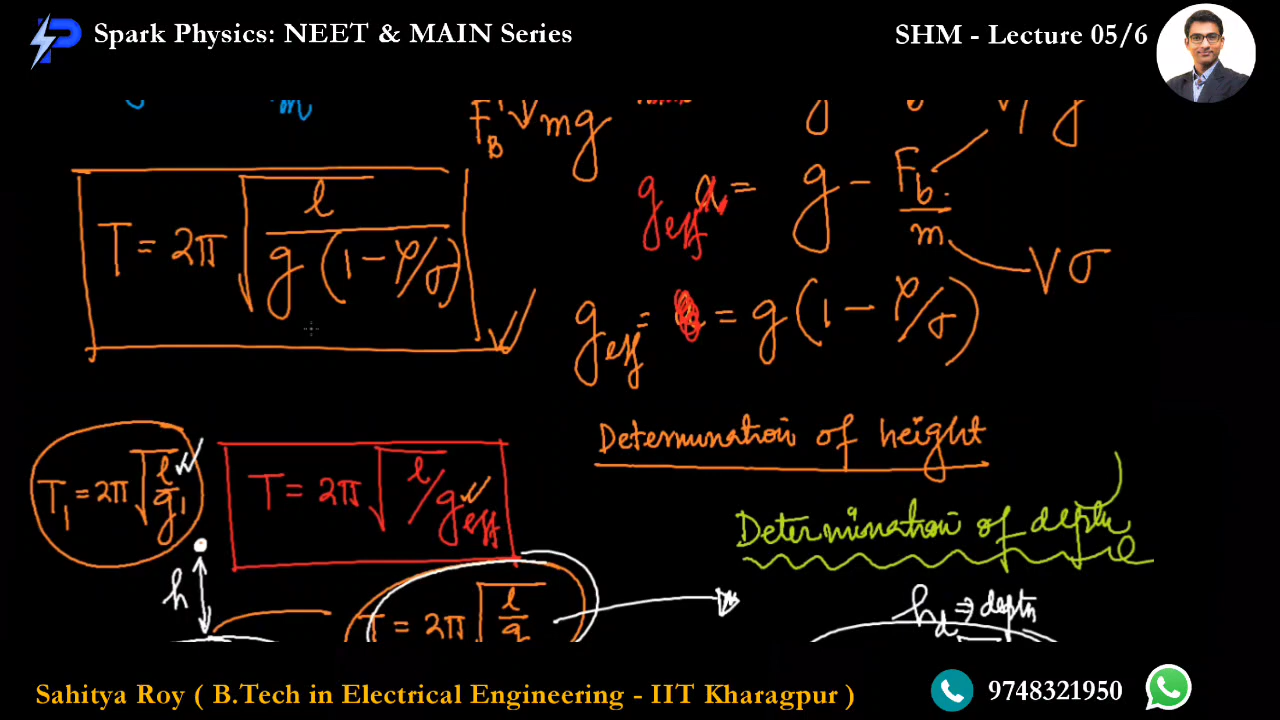 Spark Physics: NEET & MAIN Series
SHM - Lecture 05/6
m
F_B mg
g
g
T = 2π √(l / g (1 - ρ/σ))
g_eff = g - F_b / m
Vσ
g_eff = = g (1 - ρ/σ)
Determination of height
T₁ = 2π √(l/g₁)
T = 2π √(l/g_eff)
Determination of depth
h
T = 2π √(l/g)
h_d ⇒ depth
Sahitya Roy ( B.Tech in Electrical Engineering - IIT Kharagpur )
9748321950